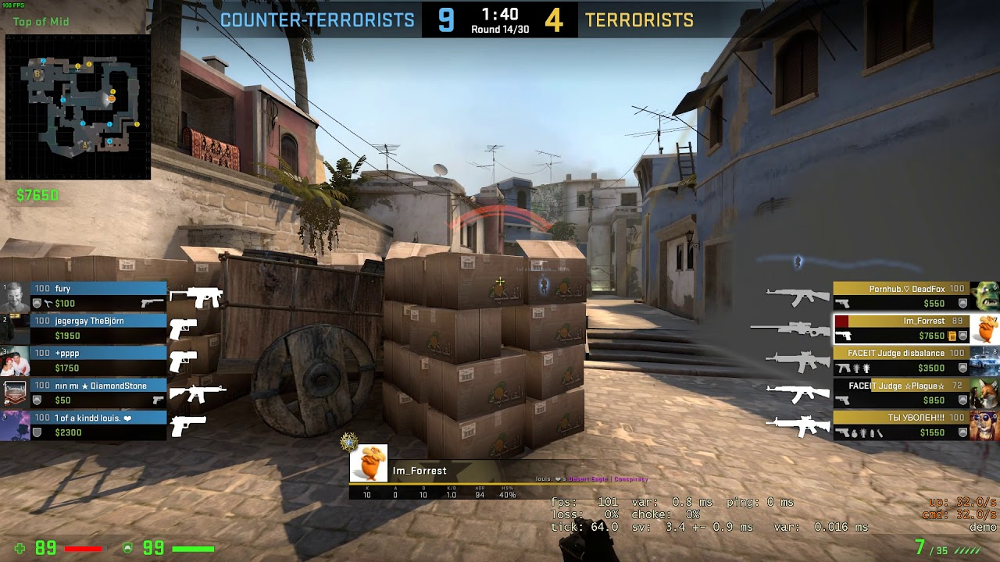 108 FPS
Top of Mid
COUNTER-TERRORISTS 9 1:40 4 TERRORISTS
Round 14/30
B
A
$7650
1 100 fury
$100
2 100 jegergay TheBjörn
$1950
3 100 +pppp
$1750
100 nın mı ★ DiamondStone
$50
5 100 1 of a kindd louis. ❤
$2300
Pornhub.♡ DeadFox 100 6
$550
Im_Forrest 89
$7650
FACEIT Judge disbalance 100 8
$3500
FACEIT Judge ☆Plague☆ 72 9
$850
ТЫ УВОЛЕН!!! 100 0
$1550
Im_Forrest
louis. ❤'s Desert Eagle | Conspiracy
K A D K/D ADR HS%
10 0 10 1.0 94 40%
fps: 101 var: 0.8 ms ping: 0 ms
loss: 0% choke: 0%
tick: 64.0 sv: 3.4 +- 0.9 ms var: 0.016 ms
up: 32.0/s
cmd: 32.0/s
demo
89 99
7 / 35